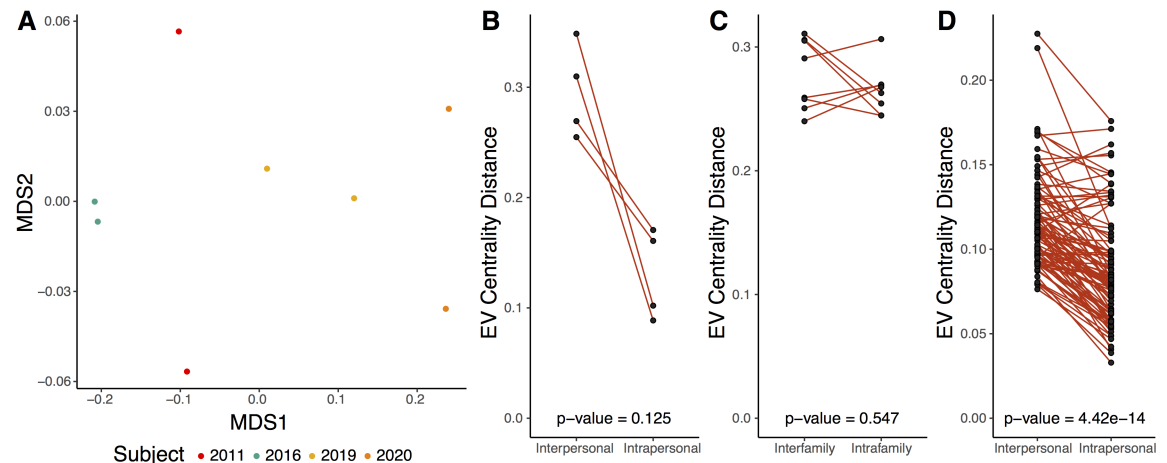 A
MDS2
0.06
0.03
0.00
−0.03
−0.06
−0.2
−0.1
0.0
0.1
0.2
MDS1
Subject 2011 2016 2019 2020
B
EV Centrality Distance
0.3
0.2
0.1
0.0
p−value = 0.125
Interpersonal Intrapersonal
C
EV Centrality Distance
0.3
0.2
0.1
0.0
p−value = 0.547
Interfamily Intrafamily
D
EV Centrality Distance
0.20
0.15
0.10
0.05
0.00
p−value = 4.42e−14
Interpersonal Intrapersonal